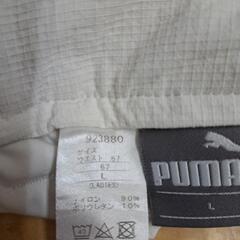 923880
サイズ
ウエスト 67
67
L
(LADIES)
ナイロン 90%
ポリウレタン 10%
PUMA
L